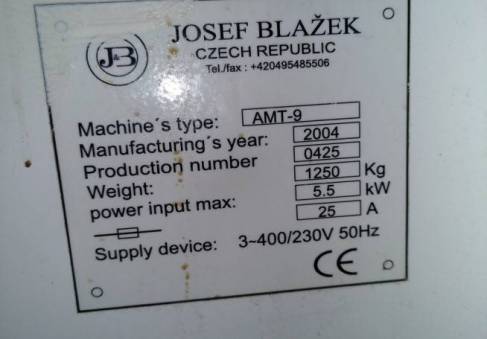 J&B
JOSEF BLAŽEK
CZECH REPUBLIC
Tel./fax : +420495485506
Machine´s type: AMT-9
Manufacturing´s year: 2004
Production number 0425
Weight: 1250 Kg
power input max: 5.5 kW
25 A
Supply device: 3~400/230V 50Hz
CE